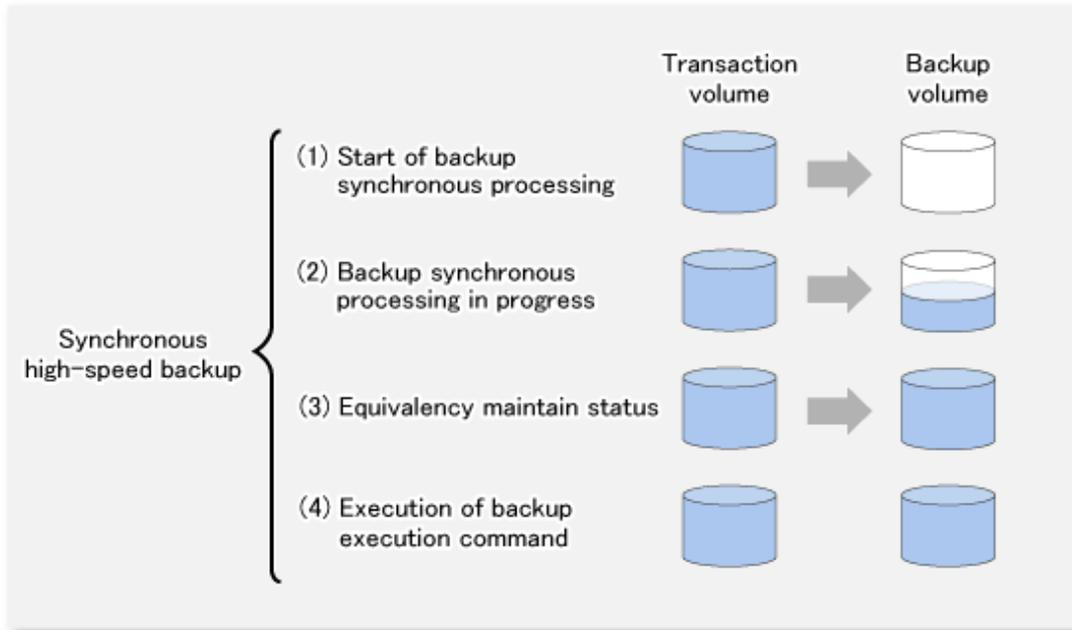 Transaction
volume
Backup
volume
(1) Start of backup
synchronous processing
(2) Backup synchronous
processing in progress
Synchronous
high-speed backup
(3) Equivalency maintain status
(4) Execution of backup
execution command